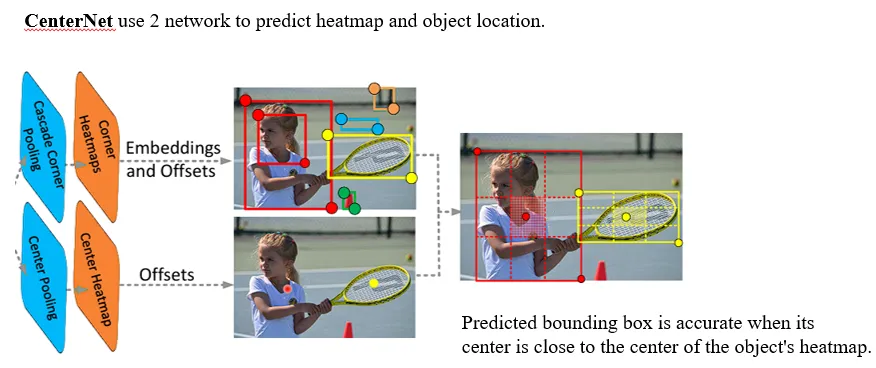 CenterNet use 2 network to predict heatmap and object location.
Cascade Corner
Pooling
Corner
Heatmaps
Embeddings
and Offsets
Center Pooling
Center Heatmap
Offsets
Predicted bounding box is accurate when its
center is close to the center of the object's heatmap.